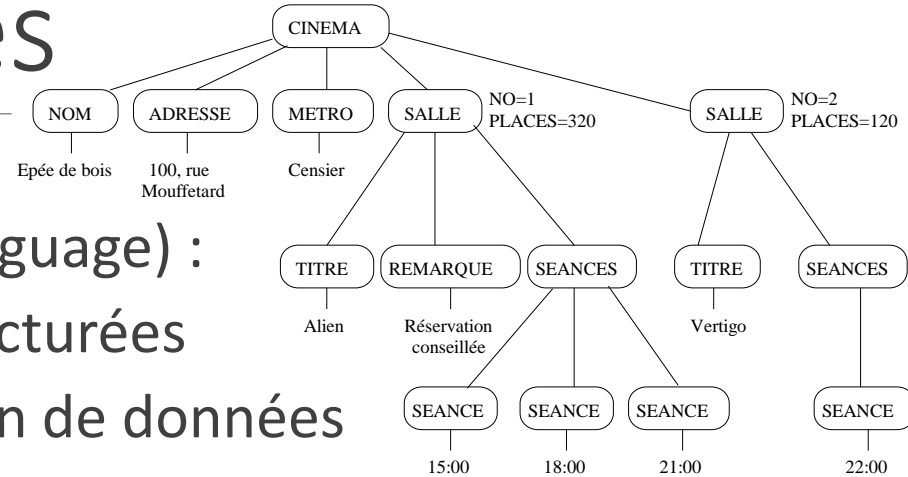 es
CINEMA
NOM
ADRESSE
METRO
SALLE
NO=1
PLACES=320
SALLE
NO=2
PLACES=120
Epée de bois
100, rue
Mouffetard
Censier
guage) :
TITRE
REMARQUE
SEANCES
TITRE
SEANCES
cturées
Alien
Réservation
conseillée
Vertigo
n de données
SEANCE
SEANCE
SEANCE
SEANCE
15:00
18:00
21:00
22:00